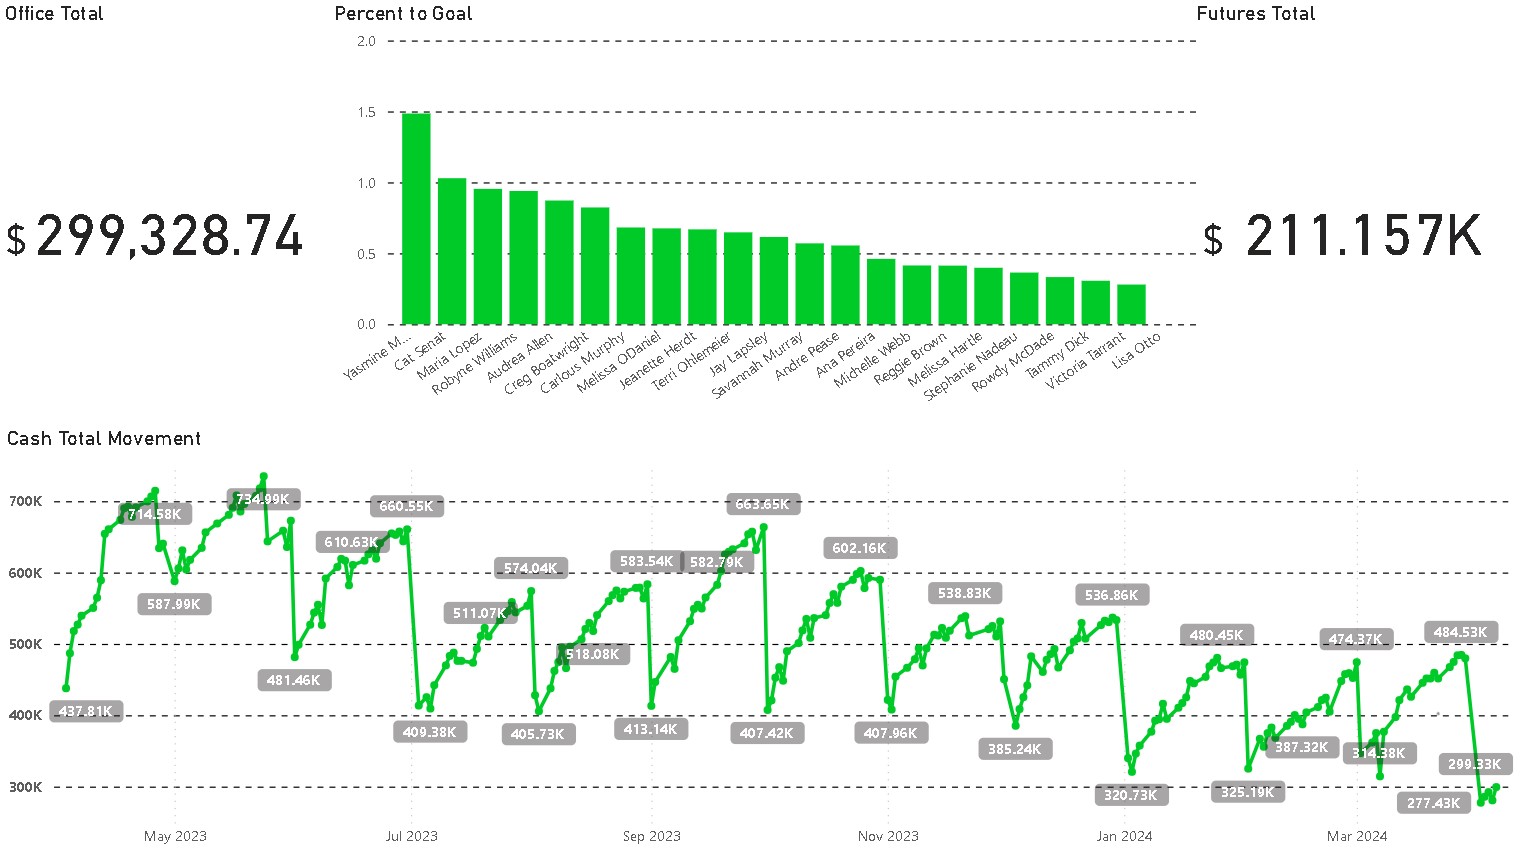 Office Total
Percent to Goal
Futures Total
2.0
1.5
1.0
0.5
0.0
$ 299,328.74
$ 211.157K
Yasmine M...
Cat Senat
Maria Lopez
Robyne Williams
Audrea Allen
Creg Boatwright
Carlous Murphy
Melissa ODaniel
Jeanette Herdt
Terri Ohlemeier
Jay Lapsley
Savannah Murray
Andre Pease
Ana Pereira
Michelle Webb
Reggie Brown
Melissa Hartle
Stephanie Nadeau
Rowdy McDade
Tammy Dick
Victoria Tarrant
Lisa Otto
Cash Total Movement
700K
600K
500K
400K
300K
437.81K
714.58K
587.99K
734.99K
481.46K
610.63K
660.55K
409.38K
511.07K
574.04K
405.73K
518.08K
583.54K
413.14K
582.79K
663.65K
407.42K
602.16K
407.96K
538.83K
385.24K
536.86K
320.73K
480.45K
325.19K
387.32K
474.37K
314.38K
484.53K
277.43K
299.33K
May 2023
Jul 2023
Sep 2023
Nov 2023
Jan 2024
Mar 2024